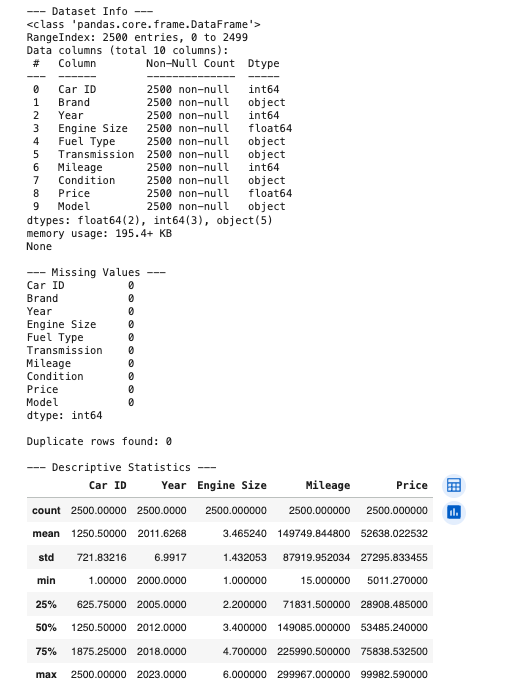 --- Dataset Info ---
<class 'pandas.core.frame.DataFrame'>
RangeIndex: 2500 entries, 0 to 2499
Data columns (total 10 columns):
 #   Column        Non-Null Count  Dtype
---  ------        --------------  -----
 0   Car ID        2500 non-null   int64
 1   Brand         2500 non-null   object
 2   Year          2500 non-null   int64
 3   Engine Size   2500 non-null   float64
 4   Fuel Type     2500 non-null   object
 5   Transmission  2500 non-null   object
 6   Mileage       2500 non-null   int64
 7   Condition     2500 non-null   object
 8   Price         2500 non-null   float64
 9   Model         2500 non-null   object
dtypes: float64(2), int64(3), object(5)
memory usage: 195.4+ KB
None
--- Missing Values ---
Car ID          0
Brand           0
Year            0
Engine Size     0
Fuel Type       0
Transmission    0
Mileage         0
Condition       0
Price           0
Model           0
dtype: int64
Duplicate rows found: 0
--- Descriptive Statistics ---
Car ID Year Engine Size Mileage Price
count 2500.00000 2500.0000 2500.000000 2500.000000 2500.000000
mean 1250.50000 2011.6268 3.465240 149749.844800 52638.022532
std 721.83216 6.9917 1.432053 87919.952034 27295.833455
min 1.00000 2000.0000 1.000000 15.000000 5011.270000
25% 625.75000 2005.0000 2.200000 71831.500000 28908.485000
50% 1250.50000 2012.0000 3.400000 149085.000000 53485.240000
75% 1875.25000 2018.0000 4.700000 225990.500000 75838.532500
max 2500.00000 2023.0000 6.000000 299967.000000 99982.590000